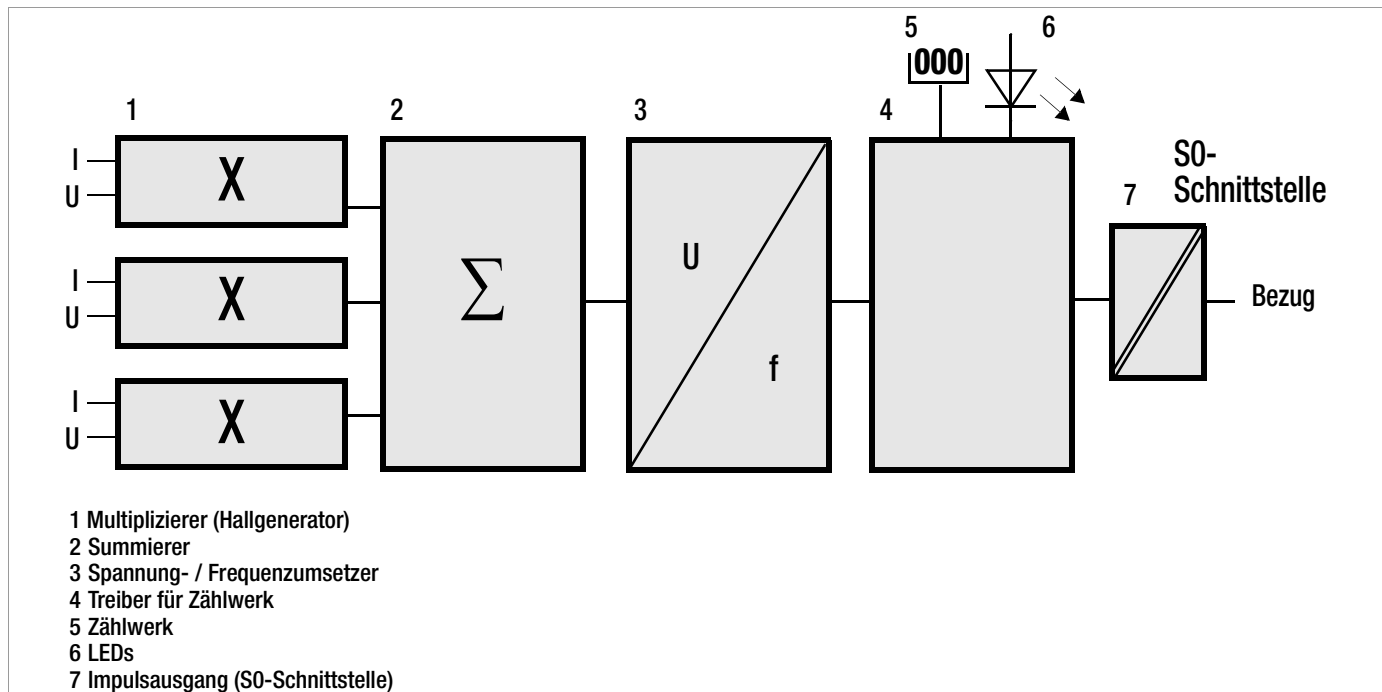 5 6
000
1 2 3 4
S0-
Schnittstelle
7
I
U
X
I
U
X
I
U
X
Σ
U
f
Bezug
1 Multiplizierer (Hallgenerator)
2 Summierer
3 Spannung- / Frequenzumsetzer
4 Treiber für Zählwerk
5 Zählwerk
6 LEDs
7 Impulsausgang (S0-Schnittstelle)